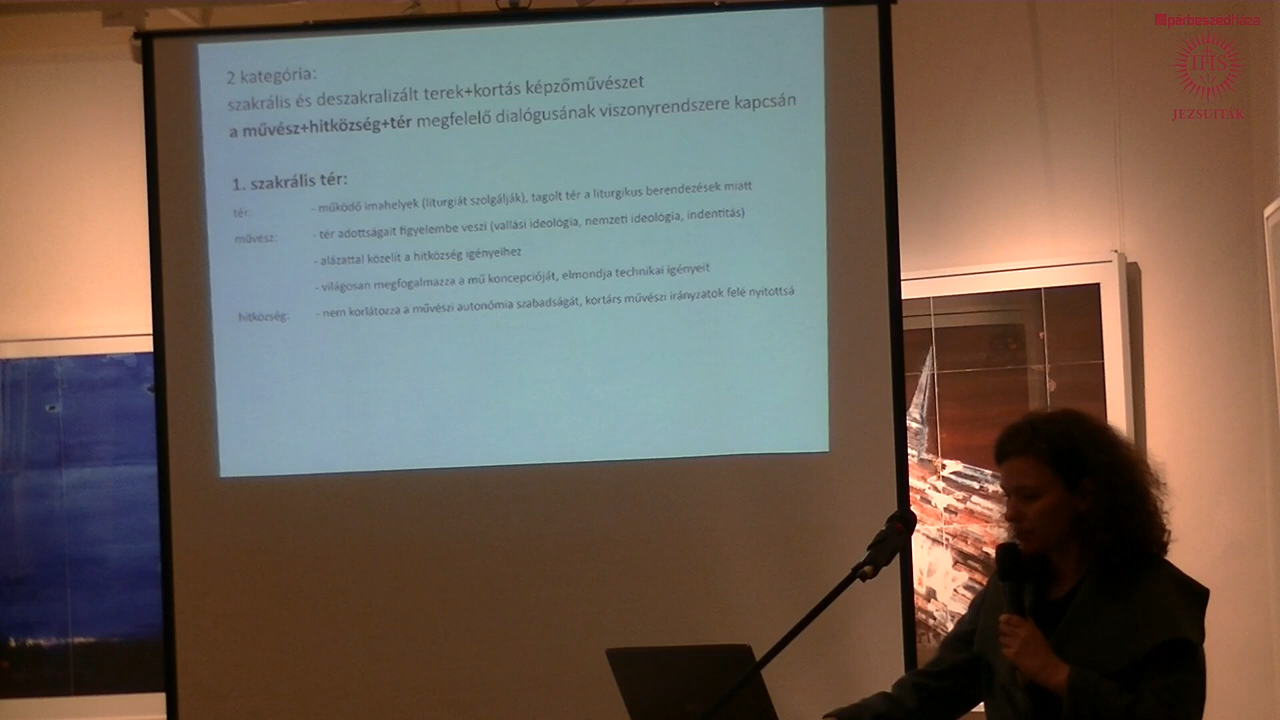 párbeszédháza
IHS
JEZSUITÁK
2 kategória:
szakrális és deszakralizált terek+kortás képzőművészet
a művész+hitközség+tér megfelelő dialógusának viszonyrendszere kapcsán
1. szakrális tér:
tér: - működő imahelyek (liturgiát szolgálják), tagolt tér a liturgikus berendezések miatt
művész: - tér adottságait figyelembe veszi (vallási ideológia, nemzeti ideológia, indentitás)
- alázattal közelít a hitközség igényeihez
- világosan megfogalmazza a mű koncepcióját, elmondja technikai igényeit
hitközség: - nem korlátozza a művészi autonómia szabadságát, kortárs művészi irányzatok felé nyitottsá